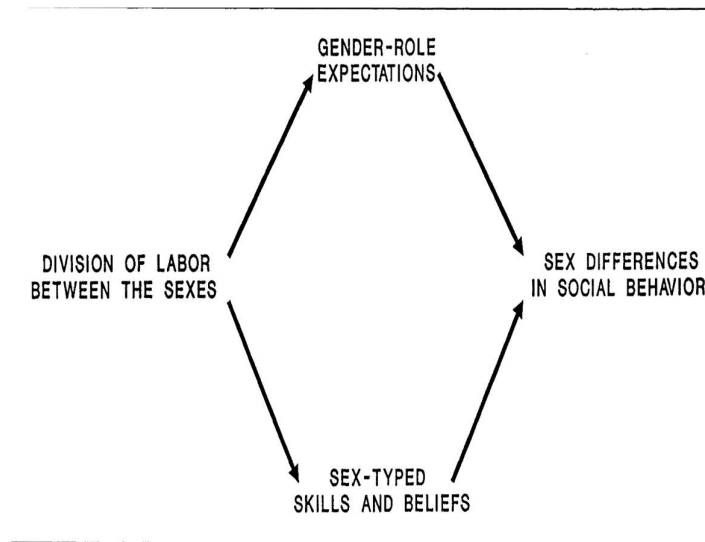 GENDER-ROLE
EXPECTATIONS
DIVISION OF LABOR
BETWEEN THE SEXES
SEX DIFFERENCES
IN SOCIAL BEHAVIOR
SEX-TYPED
SKILLS AND BELIEFS